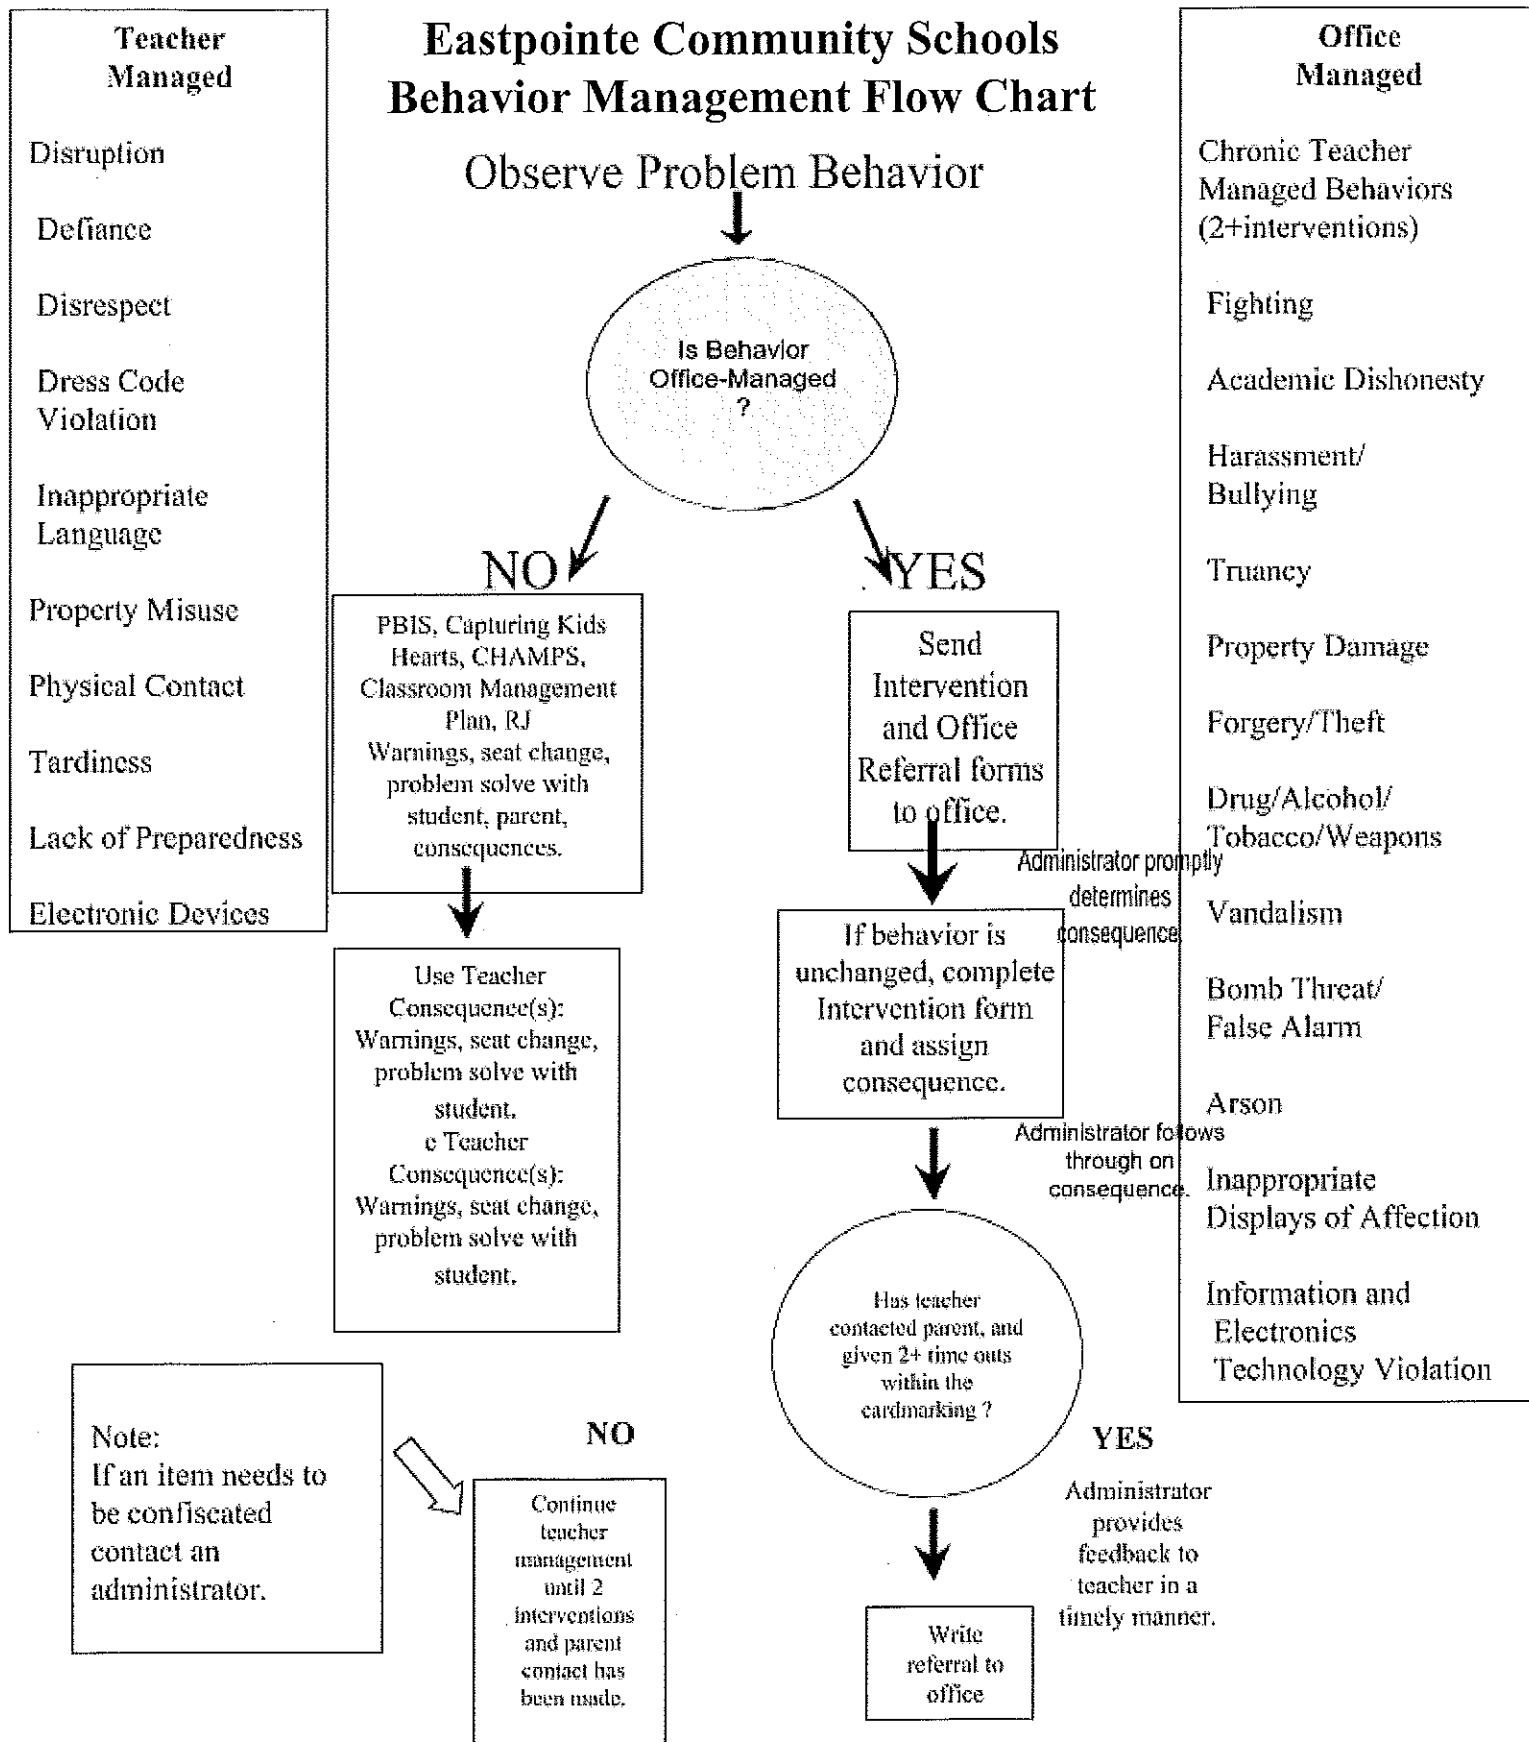 Teacher
Managed
Disruption
Defiance
Disrespect
Dress Code
Violation
Inappropriate
Language
Property Misuse
Physical Contact
Tardiness
Lack of Preparedness
Electronic Devices
Eastpointe Community Schools
Behavior Management Flow Chart
Observe Problem Behavior
Is Behavior
Office-Managed
?
NO
YES
PBIS, Capturing Kids
Hearts, CHAMPS,
Classroom Management
Plan, RJ
Warnings, seat change,
problem solve with
student, parent,
consequences.
Use Teacher
Consequence(s):
Warnings, seat change,
problem solve with
student.
e Teacher
Consequence(s):
Warnings, seat change,
problem solve with
student.
Send
Intervention
and Office
Referral forms
to office.
Administrator promptly
determines
consequence
If behavior is
unchanged, complete
Intervention form
and assign
consequence.
Administrator follows
through on
consequence.
Has teacher
contacted parent, and
given 2+ time outs
within the
cardmarking ?
NO
YES
Note:
If an item needs to
be confiscated
contact an
administrator.
Continue
teacher
management
until 2
interventions
and parent
contact has
been made.
Administrator
provides
feedback to
teacher in a
timely manner.
Write
referral to
office
Office
Managed
Chronic Teacher
Managed Behaviors
(2+interventions)
Fighting
Academic Dishonesty
Harassment/
Bullying
Truancy
Property Damage
Forgery/Theft
Drug/Alcohol/
Tobacco/Weapons
Vandalism
Bomb Threat/
False Alarm
Arson
Inappropriate
Displays of Affection
Information and
Electronics
Technology Violation